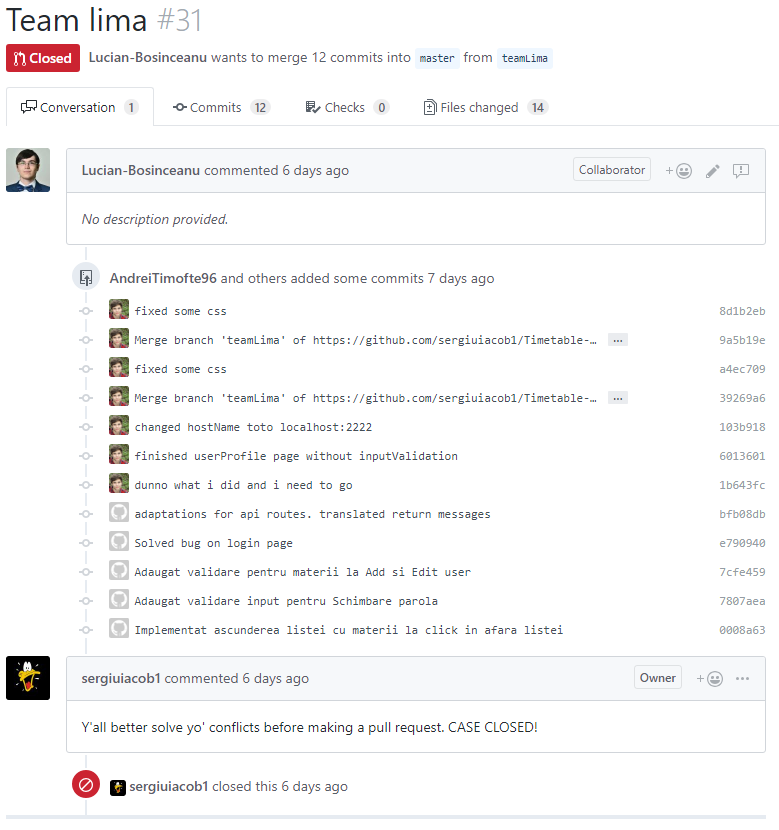 Team lima #31
Closed Lucian-Bosinceanu wants to merge 12 commits into master from teamLima
Conversation 1 Commits 12 Checks 0 Files changed 14
Lucian-Bosinceanu commented 6 days ago Collaborator
No description provided.
AndreiTimofte96 and others added some commits 7 days ago
fixed some css 8d1b2eb
Merge branch 'teamLima' of https://github.com/sergiuiacob1/Timetable-… … 9a5b19e
fixed some css a4ec709
Merge branch 'teamLima' of https://github.com/sergiuiacob1/Timetable-… … 39269a6
changed hostName toto localhost:2222 103b918
finished userProfile page without inputValidation 6013601
dunno what i did and i need to go 1b643fc
adaptations for api routes. translated return messages bfb08db
Solved bug on login page e790940
Adaugat validare pentru materii la Add si Edit user 7cfe459
Adaugat validare input pentru Schimbare parola 7807aea
Implementat ascunderea listei cu materii la click in afara listei 0008a63
sergiuiacob1 commented 6 days ago Owner
Y'all better solve yo' conflicts before making a pull request. CASE CLOSED!
sergiuiacob1 closed this 6 days ago